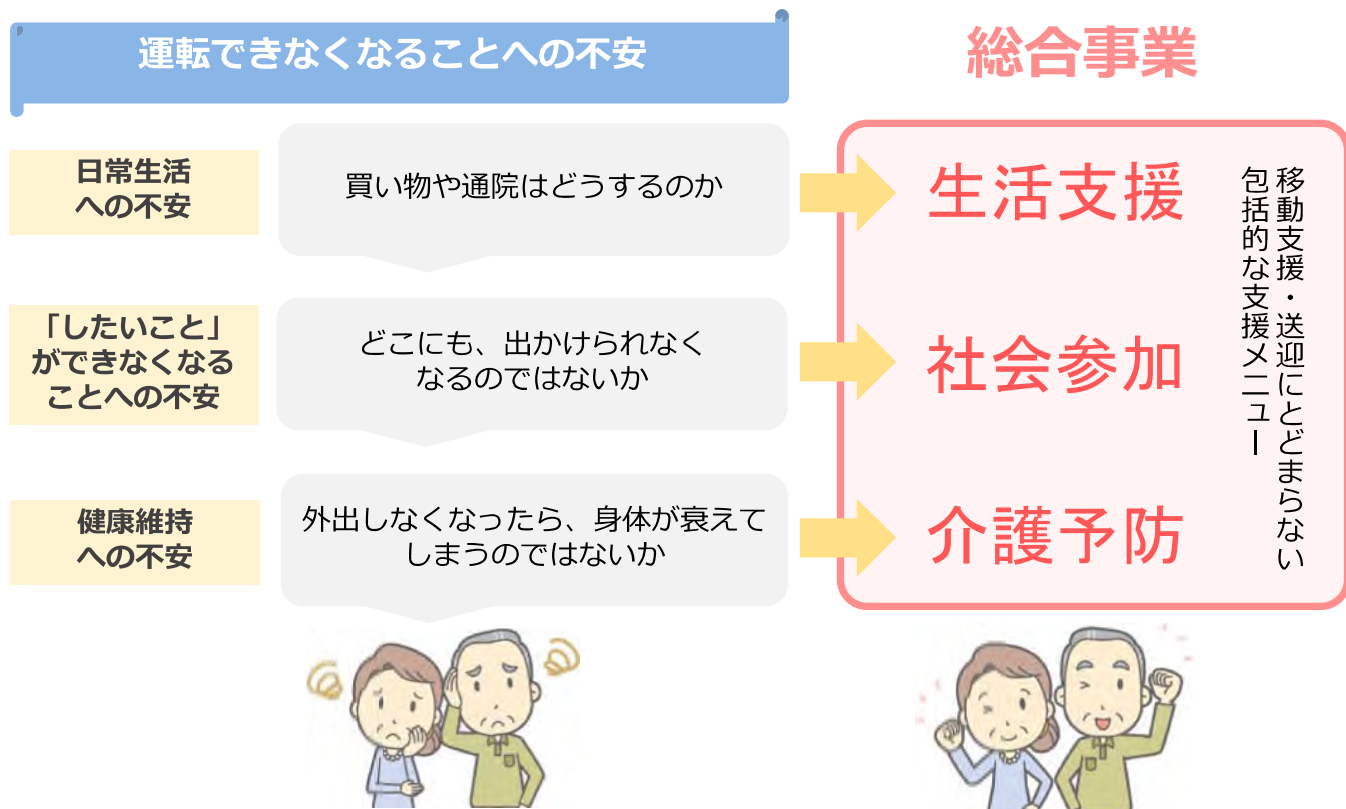 運転できなくなることへの不安
総合事業
日常生活
への不安
買い物や通院はどうするのか
生活支援
「したいこと」
ができなくなる
ことへの不安
どこにも、出かけられなく
なるのではないか
社会参加
健康維持
への不安
外出しなくなったら、身体が衰えて
しまうのではないか
介護予防
移動支援・送迎にとどまらない
包括的な支援メニュー